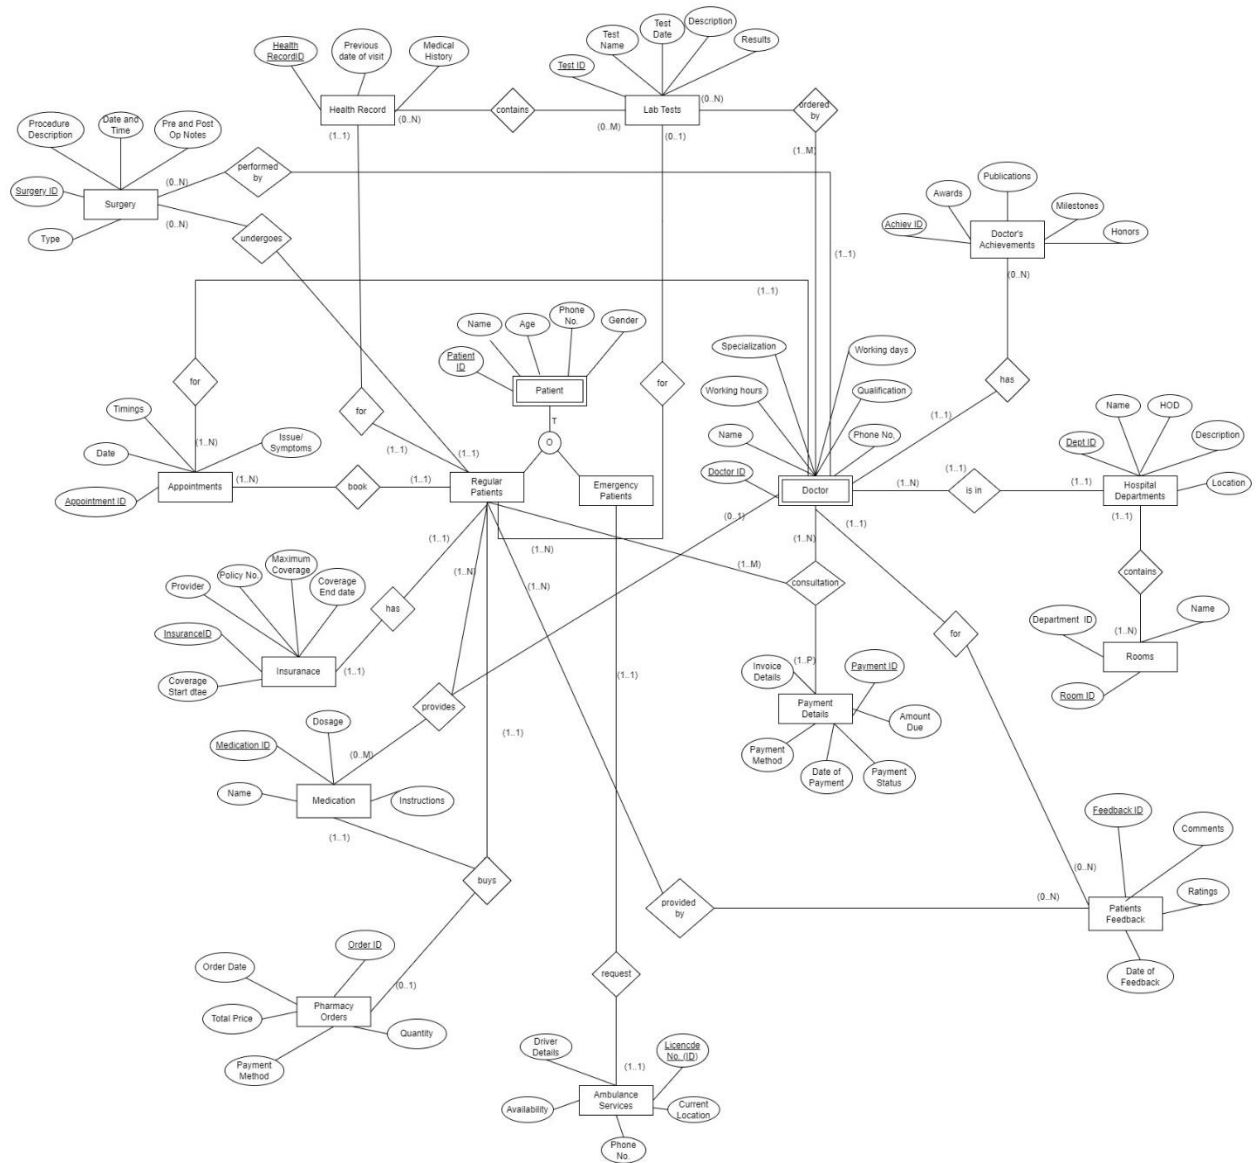 Health
RecordID
Previous
date of visit
Medical
History
Health Record
(1..1)
(0..N)
contains
Test ID
Test
Name
Test
Date
Description
Results
Lab Tests
(0..M)
(0..1)
(0..N)
ordered
by
(1..M)
Procedure
Description
Date and
Time
Pre and Post
Op Notes
Surgery ID
Type
Surgery
(0..N)
(0..N)
performed
by
(1..1)
undergoes
Achiev ID
Awards
Publications
Milestones
Honors
Doctor's
Achievements
(0..N)
has
(1..1)
(1..1)
for
(1..N)
Timings
Date
Appointment ID
Issue/
Symptoms
Appointments
(1..N)
book
(1..1)
for
(1..1)
(1..1)
Patient
ID
Name
Age
Phone
No.
Gender
Patient
T
O
Regular
Patients
Emergency
Patients
for
(1..N)
Specialization
Working hours
Name
Doctor ID
Working days
Qualification
Phone No.
Doctor
(0..1)
(1..N)
(1..N)
(1..1)
is in
(1..1)
(1..1)
Dept ID
Name
HOD
Description
Location
Hospital
Departments
(1..1)
contains
(1..N)
Department ID
Name
Room ID
Rooms
(1..1)
has
(1..1)
Provider
Policy No.
Maximum
Coverage
Coverage
End date
InsuranceID
Coverage
Start dtae
Insuranace
(1..N)
provides
(0..M)
(1..N)
(1..M)
consultation
(1..P)
Invoice
Details
Payment ID
Amount
Due
Payment
Method
Date of
Payment
Payment
Status
Payment
Details
for
Dosage
Medication ID
Name
Instructions
Medication
(1..1)
(1..1)
buys
(0..1)
Order ID
Order Date
Total Price
Payment
Method
Quantity
Pharmacy
Orders
(1..1)
request
(1..1)
Driver
Details
Licencde
No. (ID)
Availability
Current
Location
Phone
No.
Ambulance
Services
provided
by
(0..N)
(0..N)
Feedback ID
Comments
Ratings
Date of
Feedback
Patients
Feedback